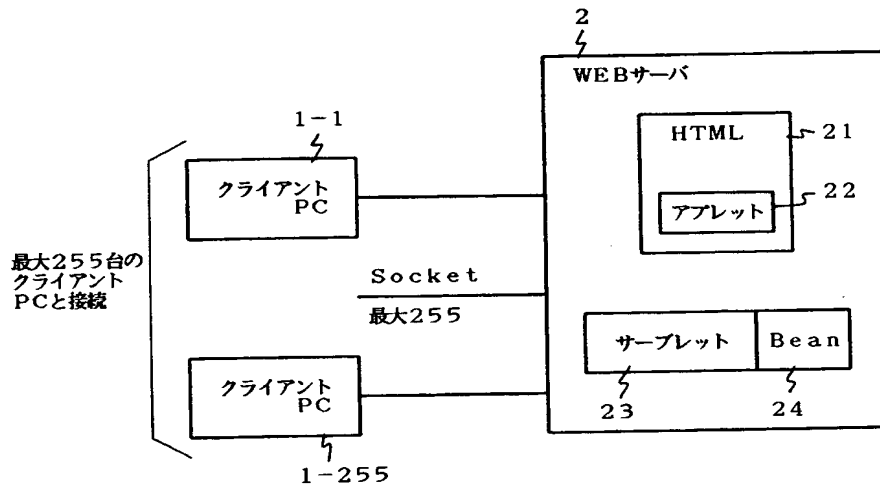 2
WEBサーバ
1-1
HTML
21
クライアント
PC
22
アプレット
最大255台の
クライアント
PCと接続
Socket
最大255
サーブレット
Bean
クライアント
PC
23
24
1-255